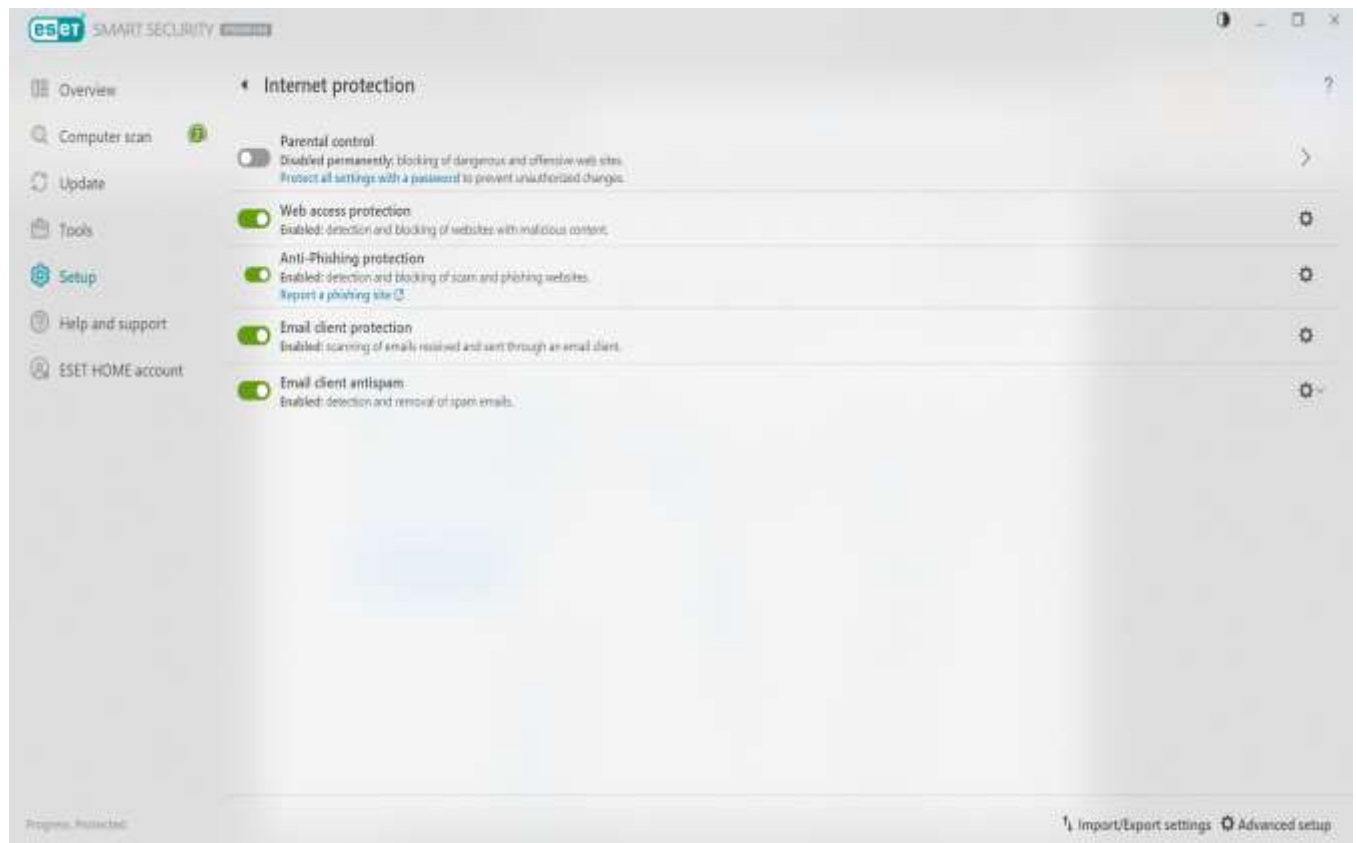 eset SMART SECURITY PREMIUM
Overview
Computer scan
Update
Tools
Setup
Help and support
ESET HOME account
Internet protection
?
Parental control
Disabled permanently: blocking of dangerous and offensive web sites.
Protect all settings with a password to prevent unauthorized changes.
Web access protection
Enabled: detection and blocking of websites with malicious content.
Anti-Phishing protection
Enabled: detection and blocking of scam and phishing websites.
Report a phishing site
Email client protection
Enabled: scanning of emails received and sent through an email client.
Email client antispam
Enabled: detection and removal of spam emails.
Progress. Protected.
Import/Export settings Advanced setup